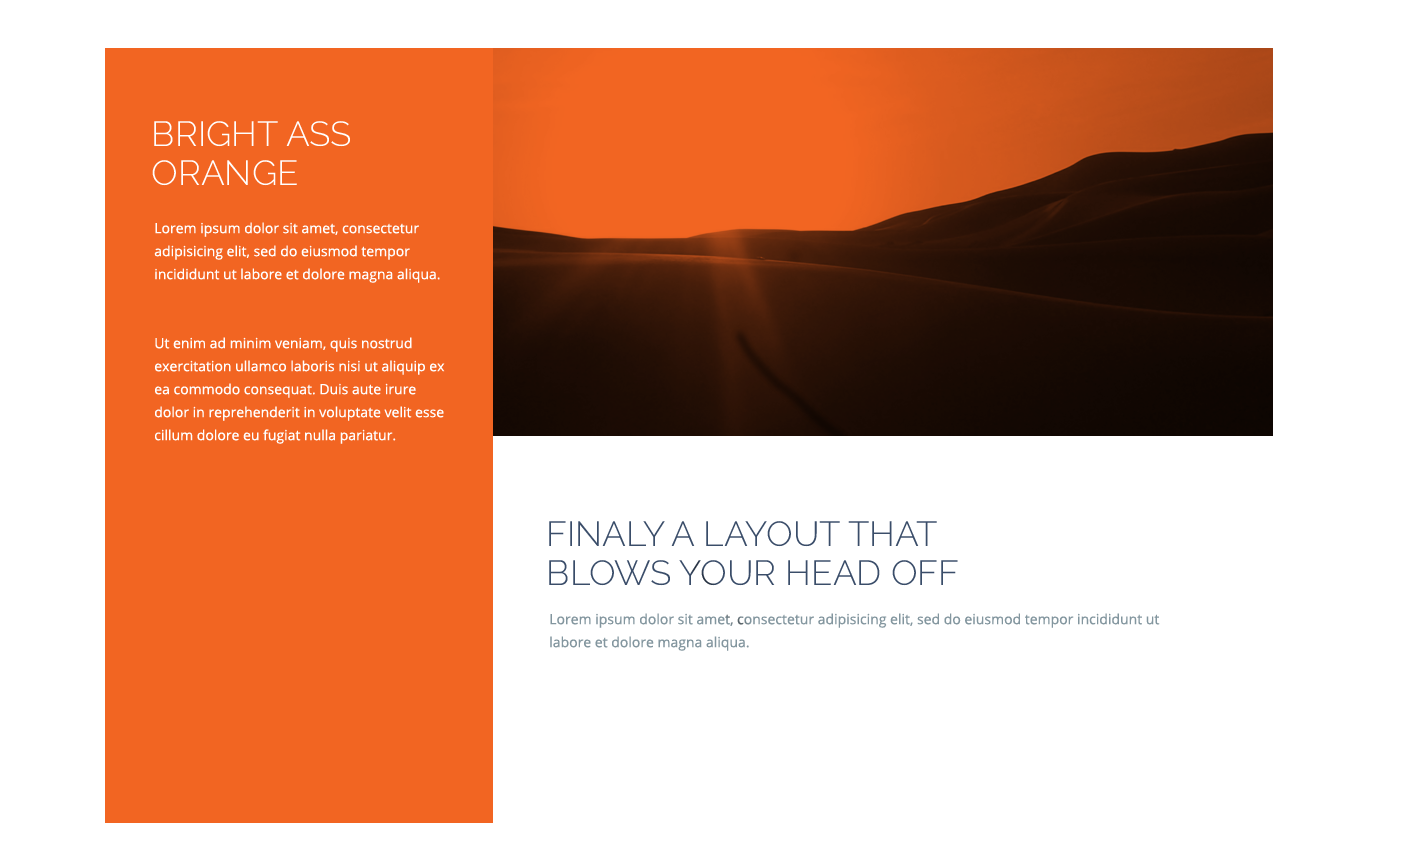 BRIGHT ASS
ORANGE
Lorem ipsum dolor sit amet, consectetur
adipisicing elit, sed do eiusmod tempor
incididunt ut labore et dolore magna aliqua.
Ut enim ad minim veniam, quis nostrud
exercitation ullamco laboris nisi ut aliquip ex
ea commodo consequat. Duis aute irure
dolor in reprehenderit in voluptate velit esse
cillum dolore eu fugiat nulla pariatur.
FINALY A LAYOUT THAT
BLOWS YOUR HEAD OFF
Lorem ipsum dolor sit amet, consectetur adipisicing elit, sed do eiusmod tempor incididunt ut
labore et dolore magna aliqua.